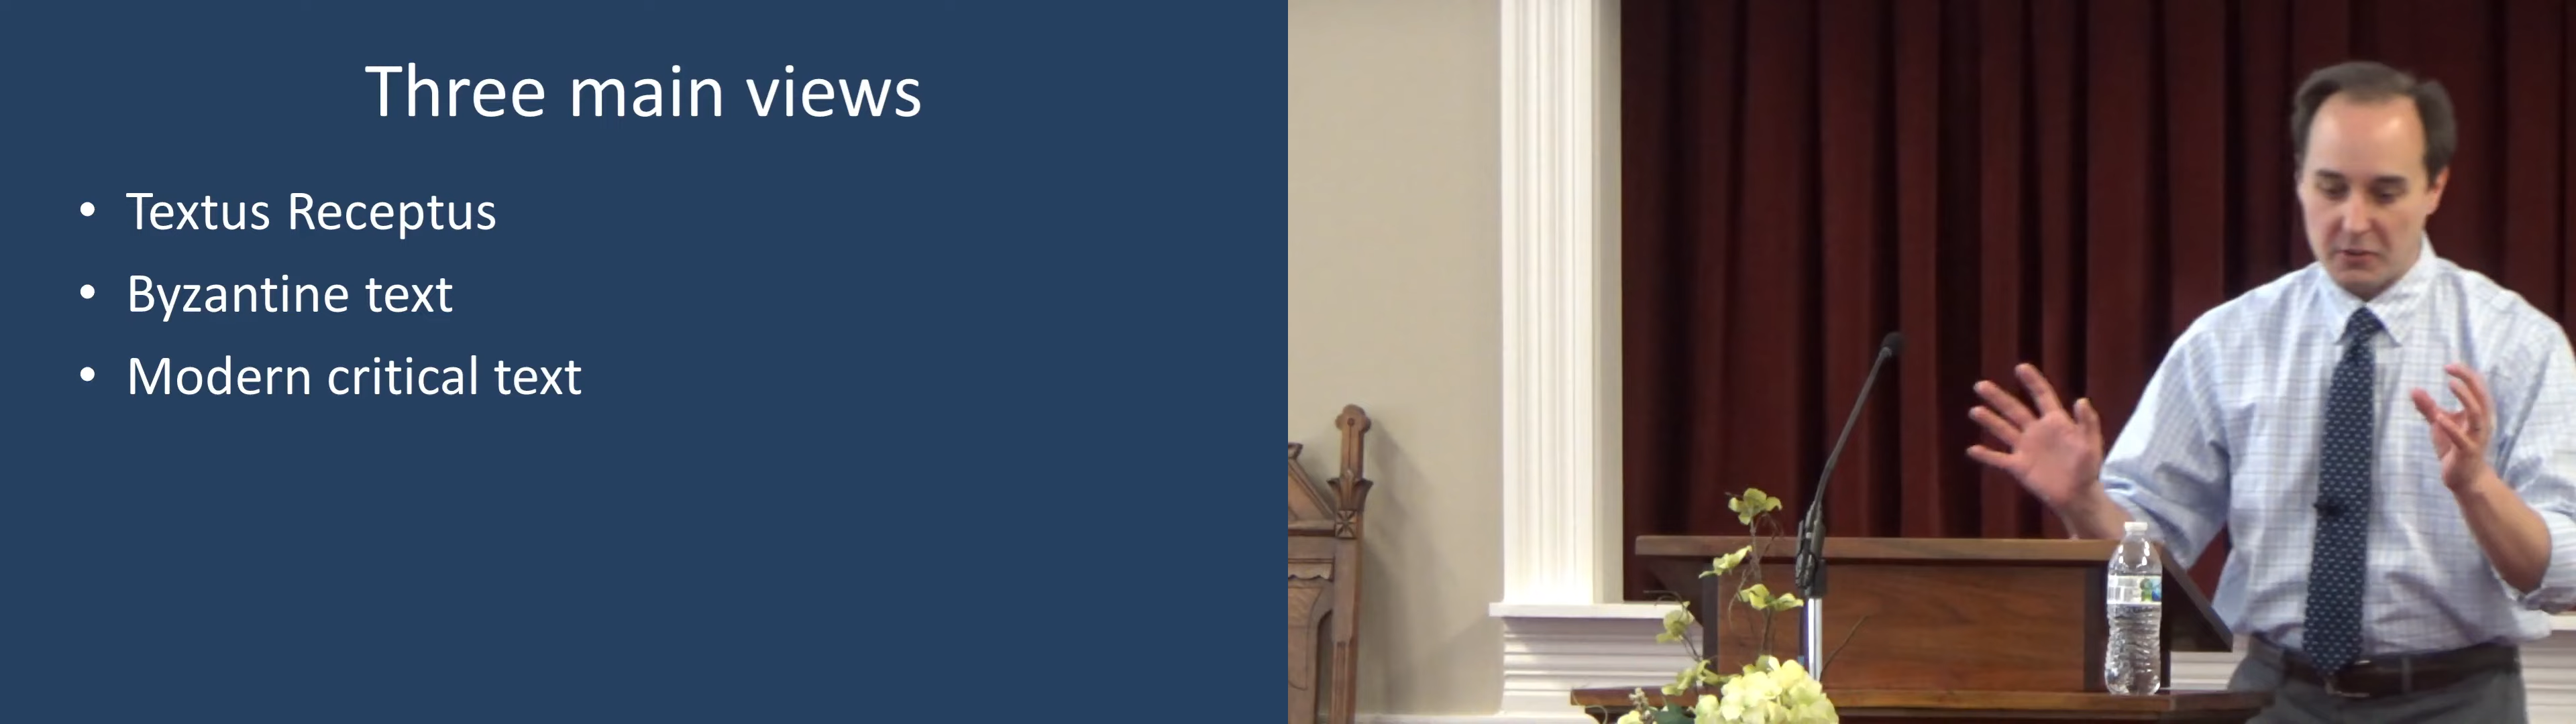 Three main views
• Textus Receptus
• Byzantine text
• Modern critical text